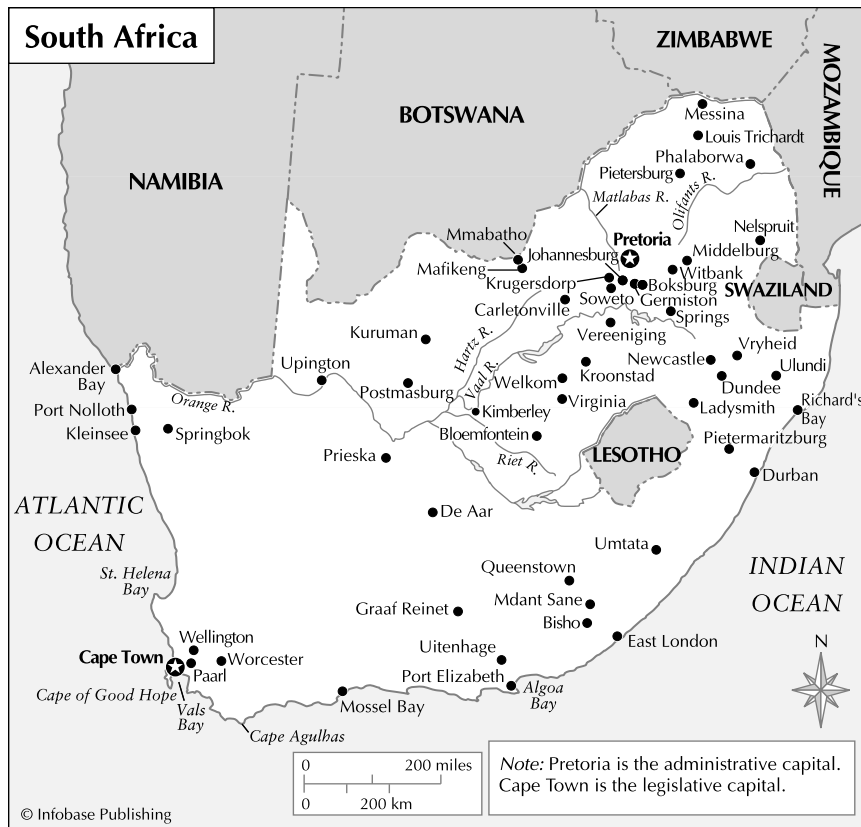 South Africa
ZIMBABWE
MOZAMBIQUE
BOTSWANA
NAMIBIA
Messina
Louis Trichardt
Phalaborwa
Pietersburg
Matlabas R.
Olifants R.
Nelspruit
Mmabatho
Johannesburg
Pretoria
Middelburg
Mafikeng
Witbank
Krugersdorp
Boksburg
SWAZILAND
Soweto
Germiston
Carletonville
Springs
Vereeniging
Kuruman
Hartz R.
Vryheid
Alexander
Bay
Upington
Vaal R.
Newcastle
Ulundi
Kroonstad
Postmasburg
Welkom
Dundee
Orange R.
Port Nolloth
Kimberley
Virginia
Ladysmith
Richard's
Bay
Kleinsee
Springbok
Bloemfontein
Pietermaritzburg
Prieska
Riet R.
LESOTHO
Durban
ATLANTIC
OCEAN
De Aar
Umtata
INDIAN
OCEAN
St. Helena
Bay
Queenstown
Graaf Reinet
Mdant Sane
Bisho
East London
N
Wellington
Cape Town
Worcester
Paarl
Uitenhage
Port Elizabeth
Algoa
Bay
Cape of Good Hope
Vals
Bay
Mossel Bay
Cape Agulhas
0 200 miles
0 200 km
Note: Pretoria is the administrative capital.
Cape Town is the legislative capital.
© Infobase Publishing